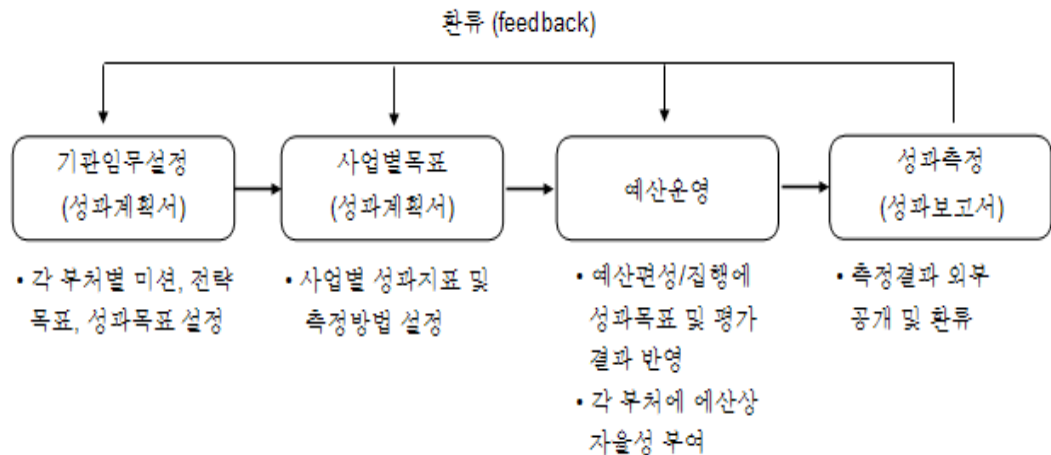 환류 (feedback)
기관임무설정
(성과계획서)
사업별목표
(성과계획서)
예산운영
성과측정
(성과보고서)
• 각 부처별 미션, 전략
목표, 성과목표 설정
• 사업별 성과지표 및
측정방법 설정
• 예산편성/집행에
성과목표 및 평가
결과 반영
• 각 부처에 에산상
자율성 부여
• 측정결과 외부
공개 및 환류